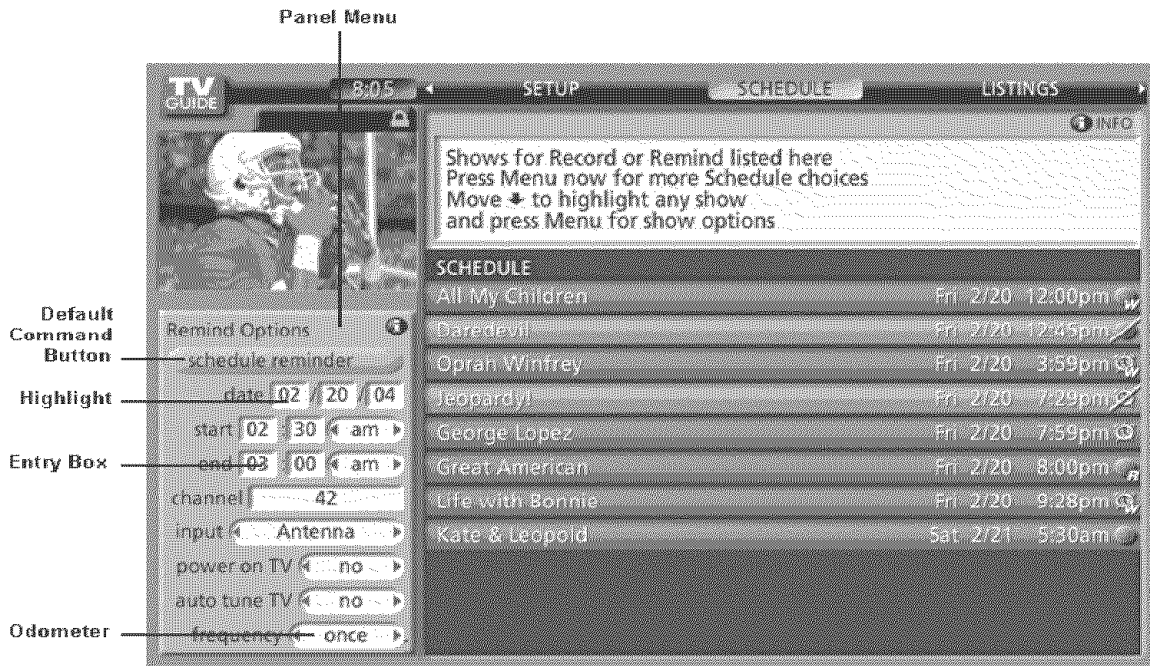 Panel Menu
TV
GUIDE
8:05
SETUP
SCHEDULE
LISTINGS
INFO
Shows for Record or Remind listed here
Press Menu now for more Schedule choices
Move to highlight any show
and press Menu for show options
SCHEDULE
All My Children Fri 2/20 12:00pm W
Daredevil Fri 2/20 12:45pm
Oprah Winfrey Fri 2/20 3:59pm W
Jeopardy! Fri 2/20 7:29pm
George Lopez Fri 2/20 7:59pm
Great American Fri 2/20 8:00pm R
Life with Bonnie Fri 2/20 9:28pm W
Kate & Leopold Sat 2/21 5:30am
Default
Command
Button
Highlight
Entry Box
Odometer
Remind Options
schedule reminder
date 02 / 20 / 04
start 02 : 30 am
end 03 : 00 am
channel 42
input Antenna
power on TV no
auto tune TV no
frequency once